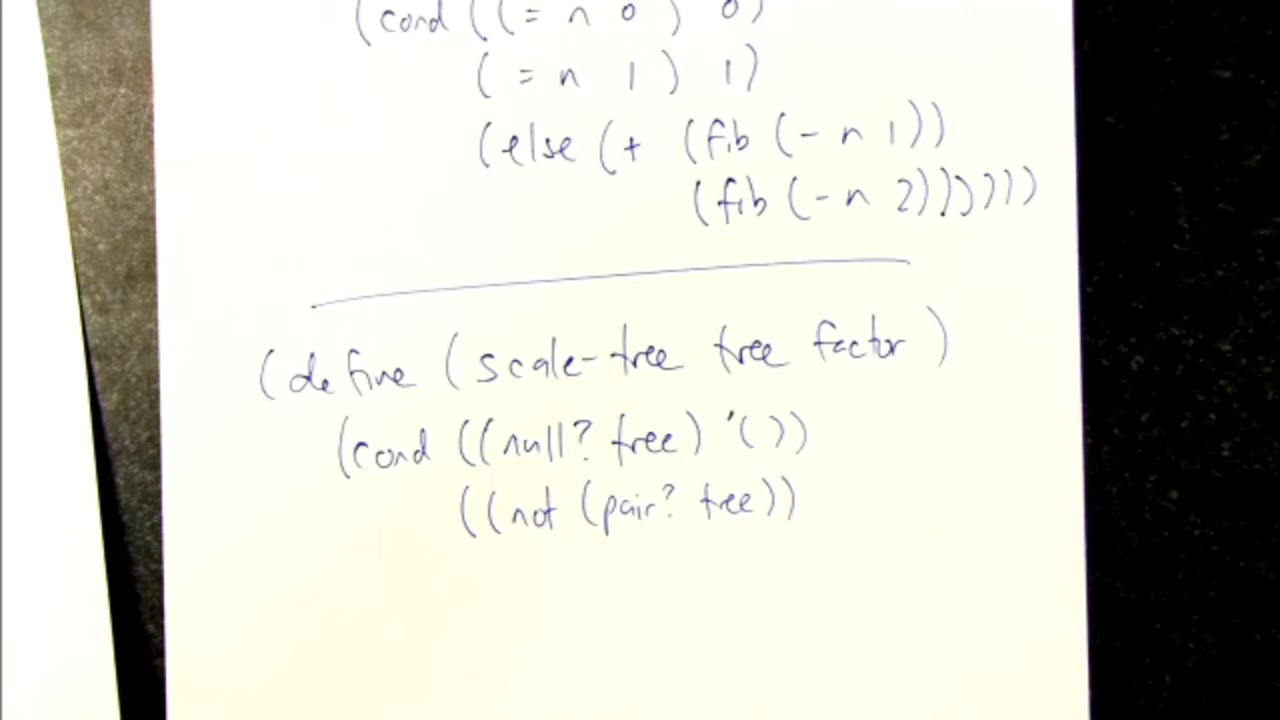 (cond ((= n 0) 0)
(= n 1) 1)
(else (+ (fib (- n 1))
(fib (- n 2))))))
(define (scale-tree tree factor)
(cond ((null? tree) '())
((not (pair? tree))